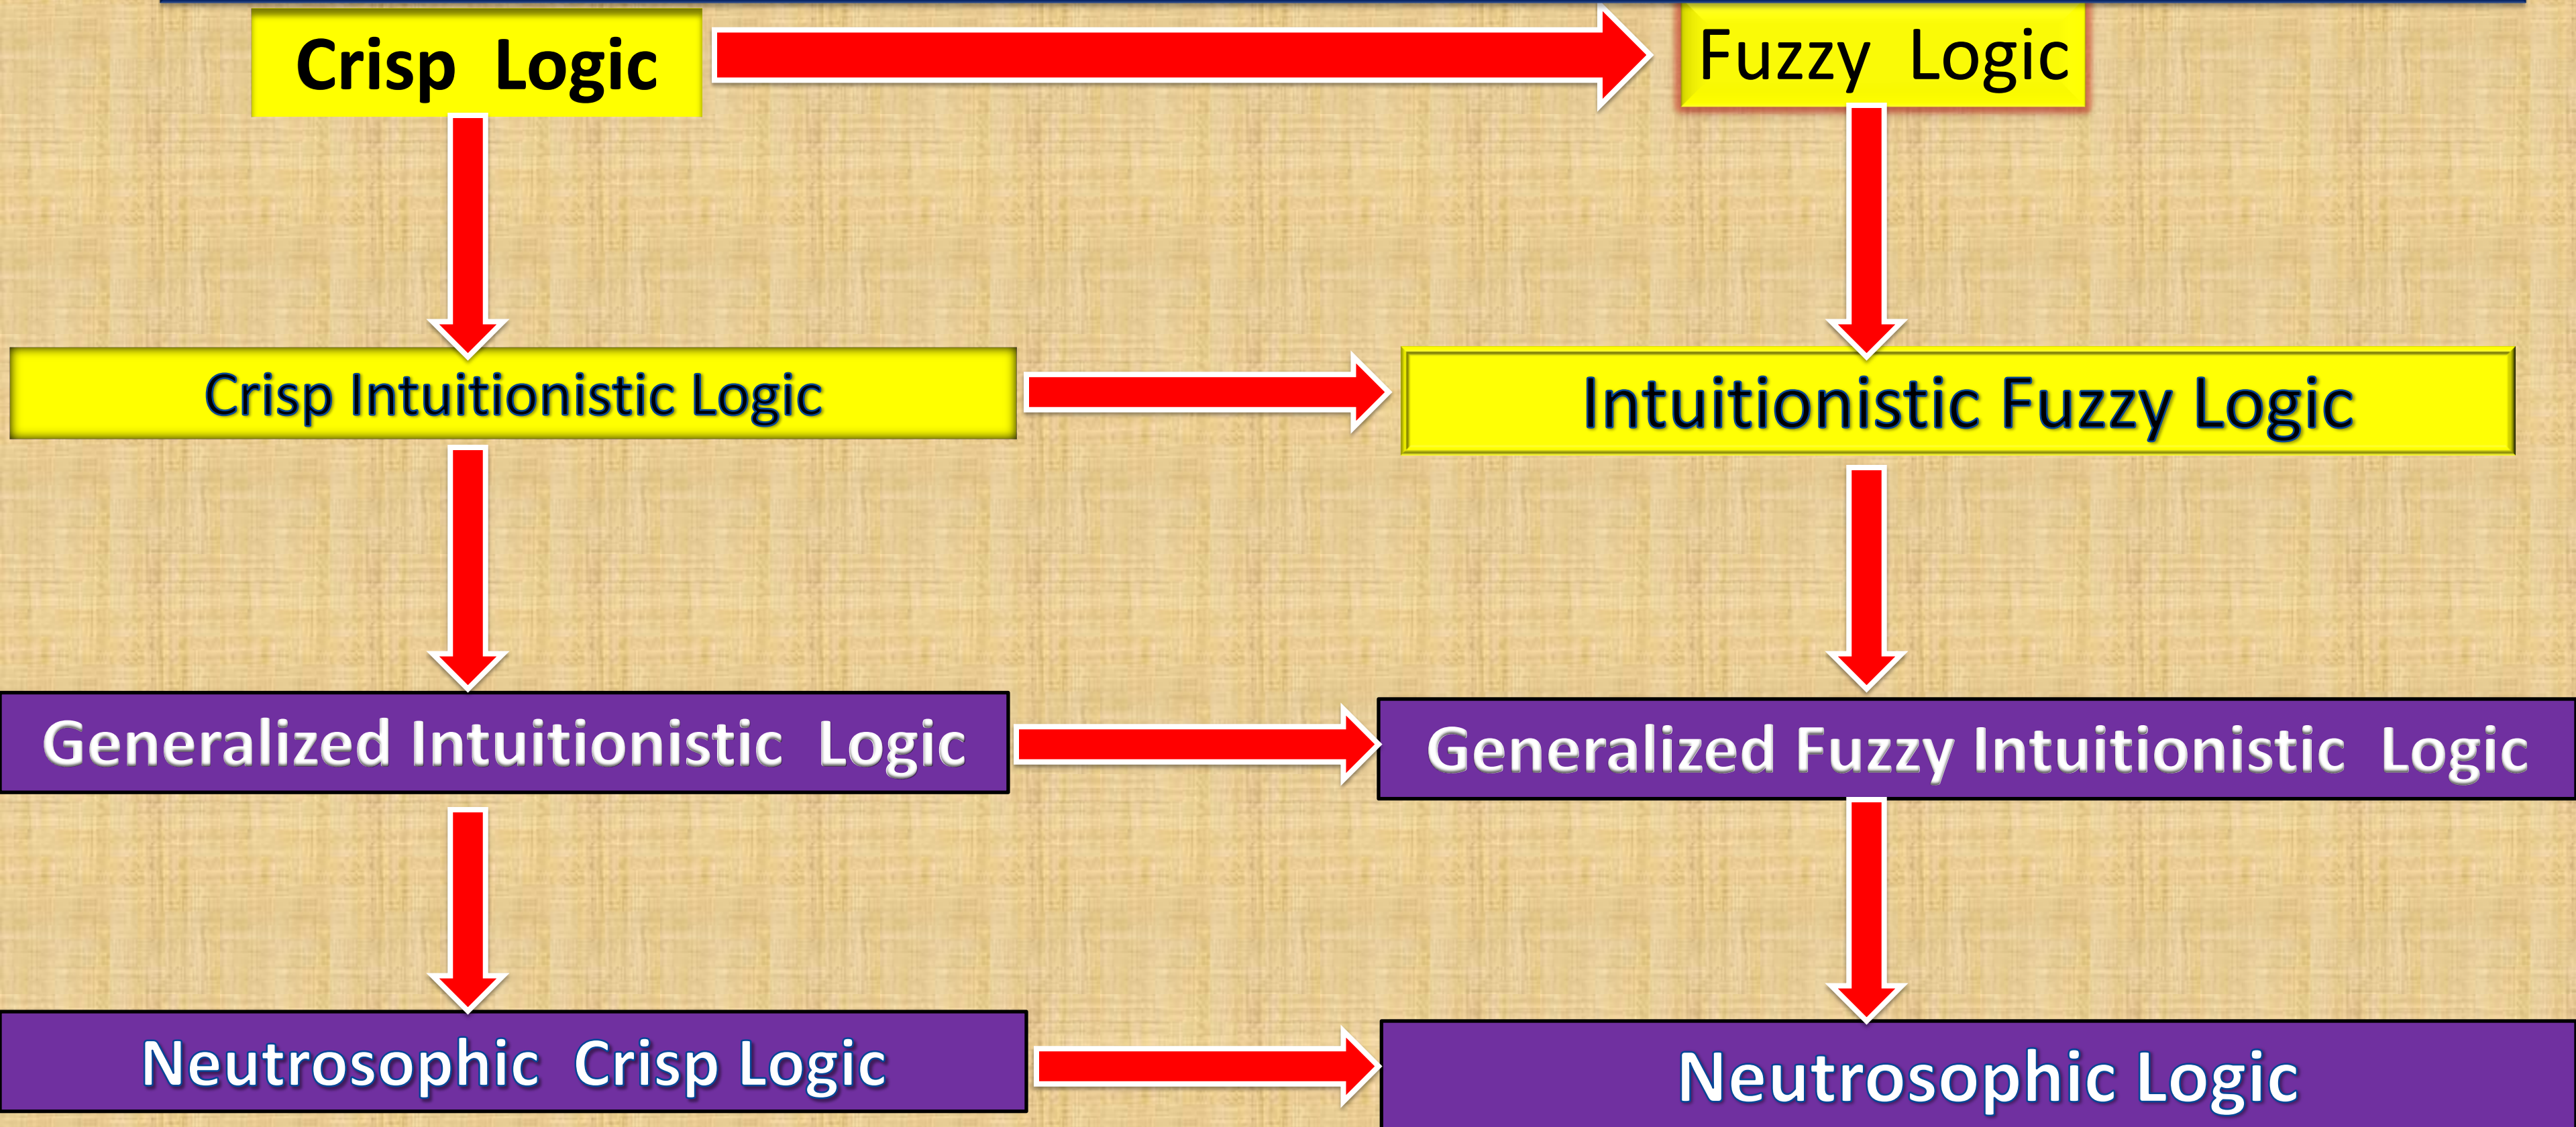 Crisp Logic
Fuzzy Logic
Crisp Intuitionistic Logic
Intuitionistic Fuzzy Logic
Generalized Intuitionistic Logic
Generalized Fuzzy Intuitionistic Logic
Neutrosophic Crisp Logic
Neutrosophic Logic